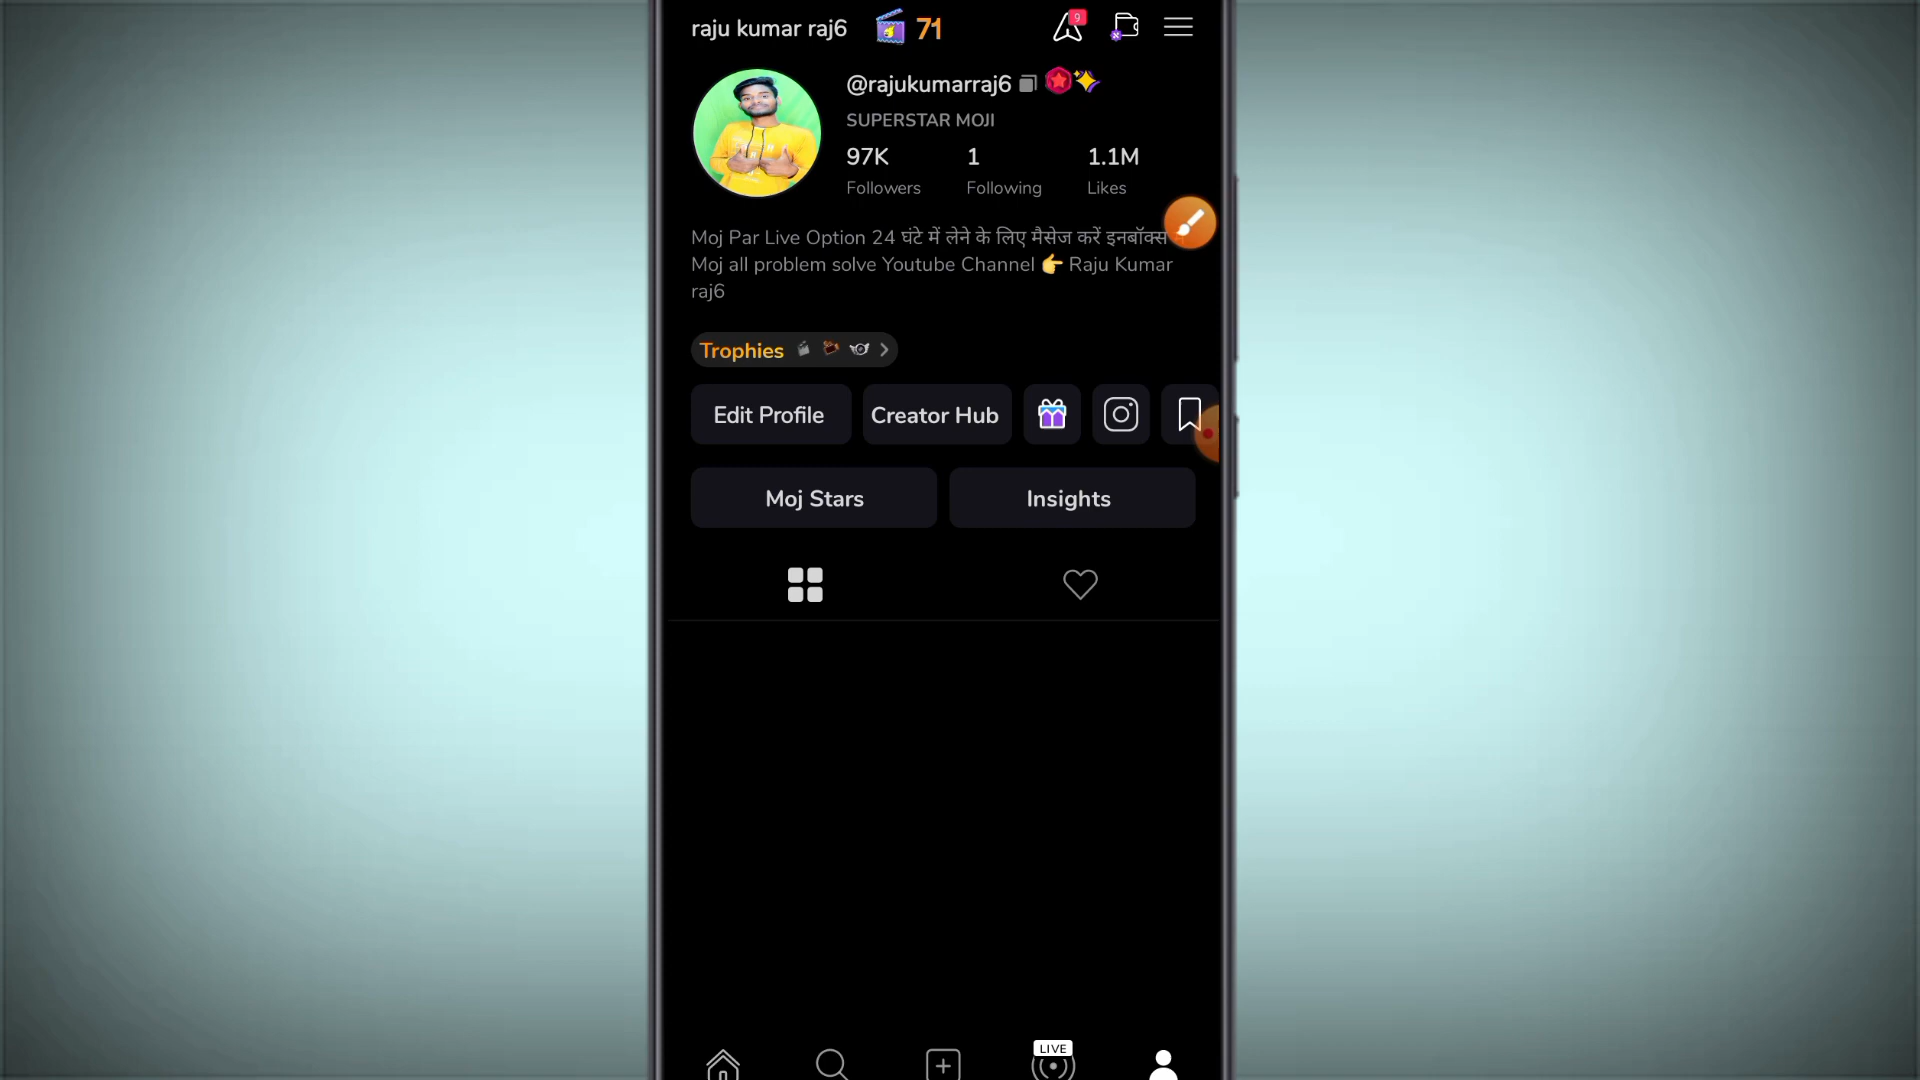 raju kumar raj6 71 9
@rajukumarraj6
SUPERSTAR MOJI
97K 1 1.1M
Followers Following Likes
Moj Par Live Option 24 घंटे में लेने के लिए मैसेज करें इनबॉक्स
Moj all problem solve Youtube Channel 👉 Raju Kumar
raj6
Trophies
Edit Profile Creator Hub
Moj Stars Insights
LIVE